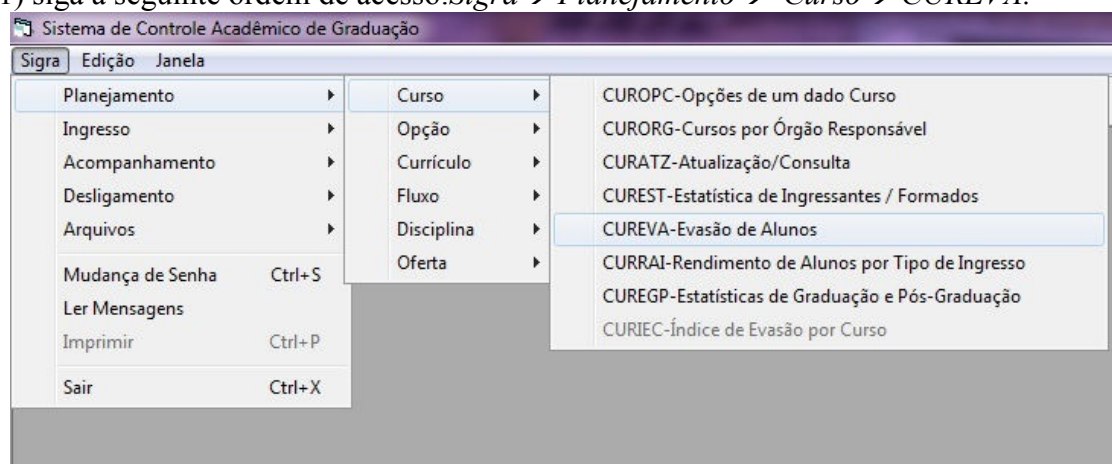 siga a seguinte ordem de acesso:Sigra → Planejamento → Curso → CUREVA.
Sistema de Controle Acadêmico de Graduação
Sigra Edição Janela
Planejamento
Ingresso
Acompanhamento
Desligamento
Arquivos
Mudança de Senha Ctrl+S
Ler Mensagens
Imprimir Ctrl+P
Sair Ctrl+X
Curso
Opção
Currículo
Fluxo
Disciplina
Oferta
CUROPC-Opções de um dado Curso
CURORG-Cursos por Órgão Responsável
CURATZ-Atualização/Consulta
CUREST-Estatística de Ingressantes / Formados
CUREVA-Evasão de Alunos
CURRAI-Rendimento de Alunos por Tipo de Ingresso
CUREGP-Estatísticas de Graduação e Pós-Graduação
CURIEC-Índice de Evasão por Curso